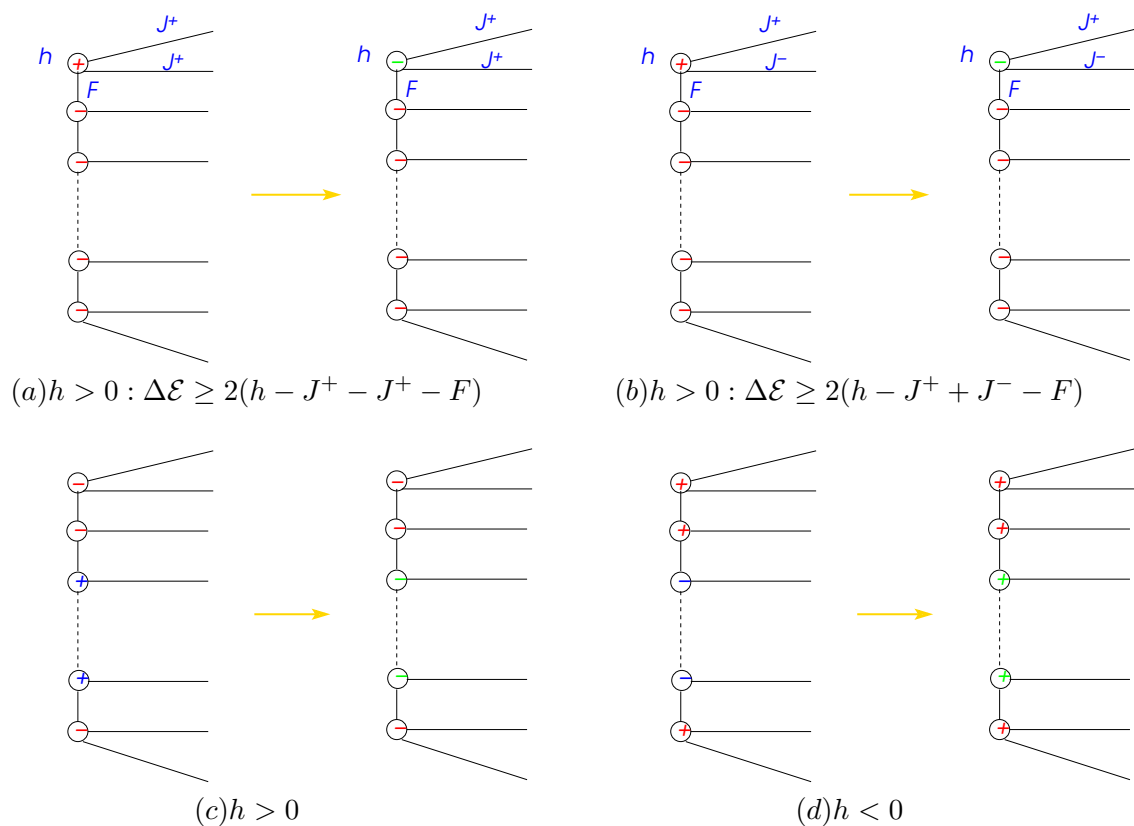 J⁺ J⁺ J⁺ J⁺
h + J⁺ h − J⁺ h + J⁻ h − J⁻
F F F F
− − − −
− − − −
− − − −
− − − −
(a)h > 0 : Δℰ ≥ 2(h − J⁺ − J⁺ − F) (b)h > 0 : Δℰ ≥ 2(h − J⁺ + J⁻ − F)
− − + +
− − + +
+ − − +
+ − − +
− − + +
(c)h > 0 (d)h < 0